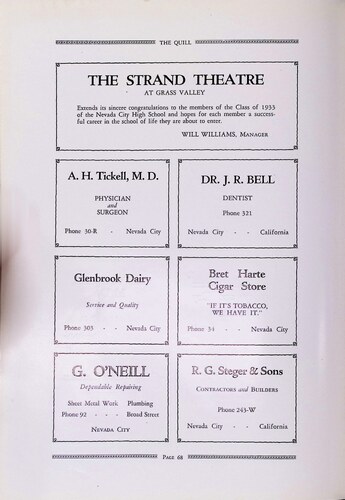 THE QUILL
THE STRAND THEATRE
AT GRASS VALLEY
Extends its sincere congratulations to the members of the Class of 1933
of the Nevada City High School and hopes for each member a success-
ful career in the school of life they are about to enter.
WILL WILLIAMS, MANAGER
A. H. Tickell, M. D.
PHYSICIAN
and
SURGEON
Phone 30-R - Nevada City
DR. J. R. BELL
DENTIST
Phone 321
Nevada City - - California
Glenbrook Dairy
Service and Quality
Phone 303 - - Nevada City
Bret Harte
Cigar Store
"IF IT'S TOBACCO,
WE HAVE IT."
Phone 34 - - Nevada City
G. O'NEILL
Dependable Repairing
Sheet Metal Work Plumbing
Phone 92 - - - Broad Street
NEVADA CITY
R. G. Steger & Sons
CONTRACTORS and BUILDERS
Phone 243-W
Nevada City - - California
PAGE 68